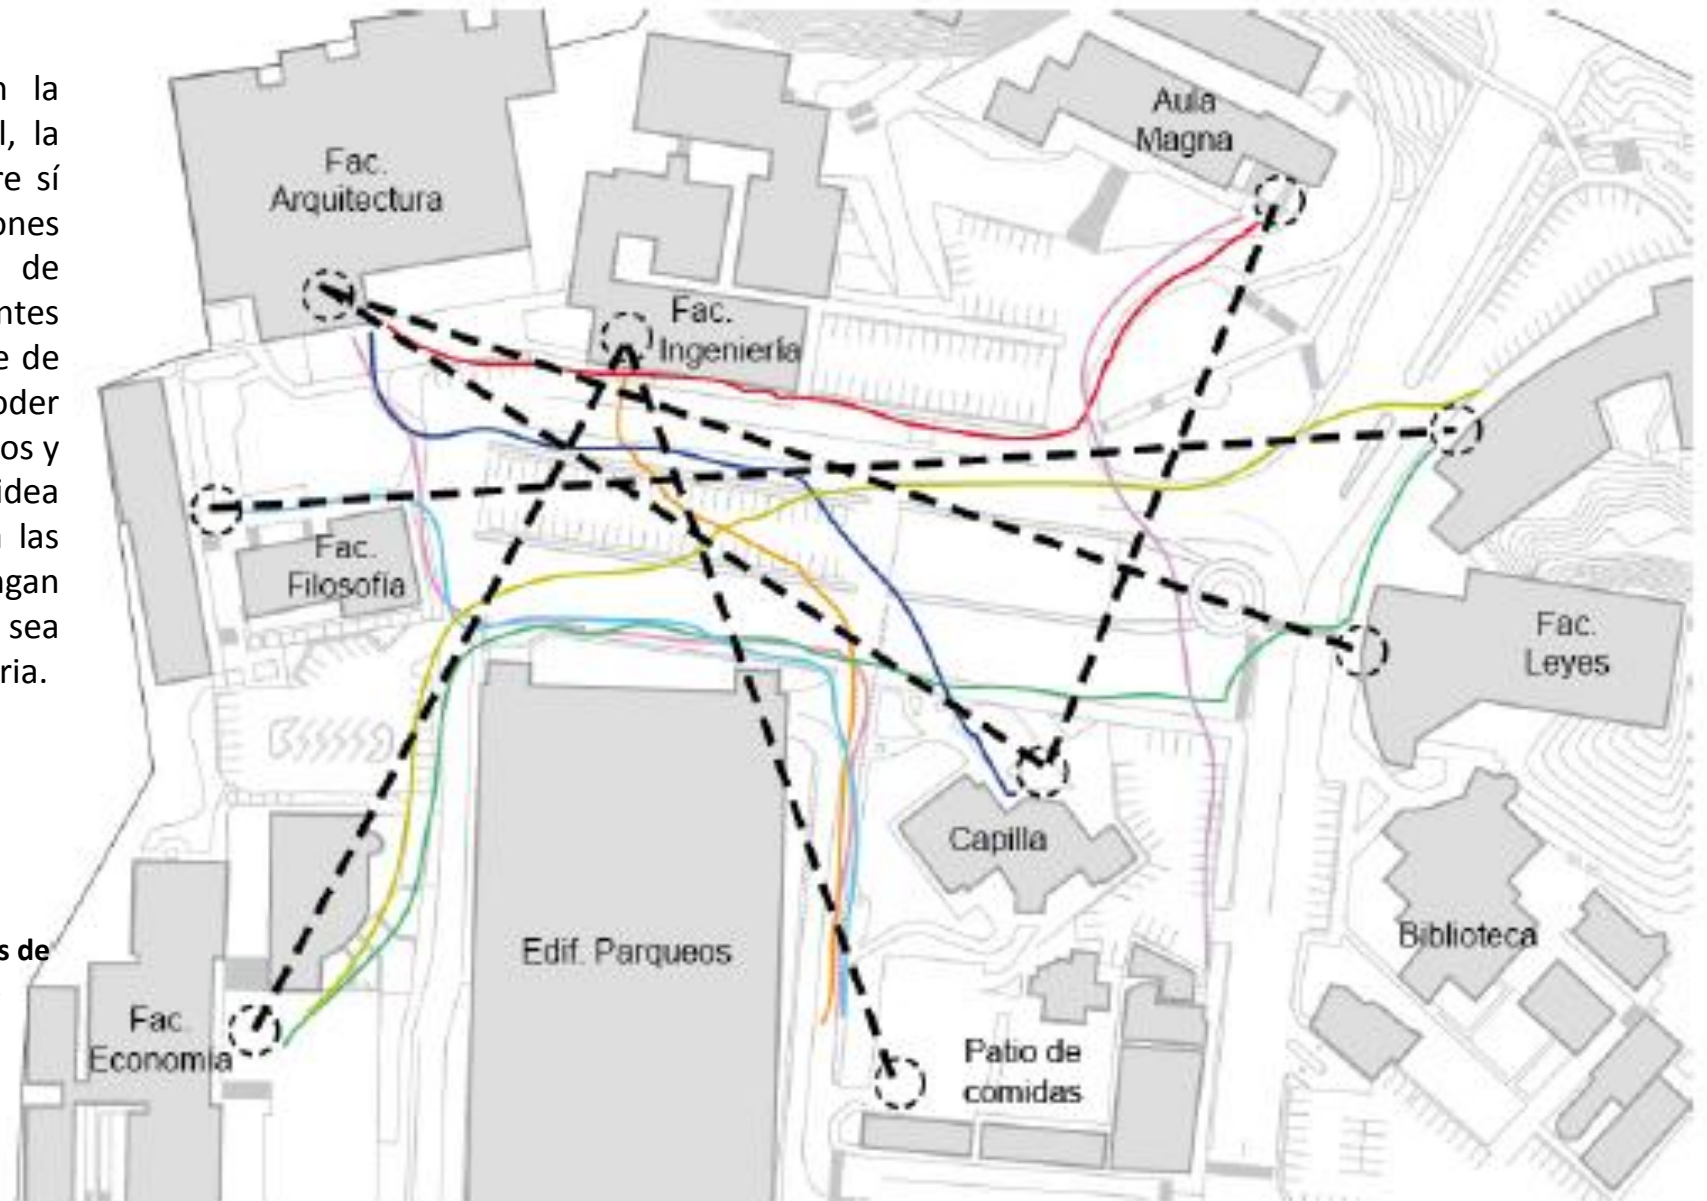 n la
l, la
re sí
ones
de
ntes
e de
oder
os y
idea
las
agan
sea
ria.
s de
Fac.
Arquitectura
Fac.
Ingeniería
Aula
Magna
Fac.
Filosofía
Fac.
Leyes
Capilla
Biblioteca
Edif. Parqueos
Fac.
Economía
Patio de
comidas